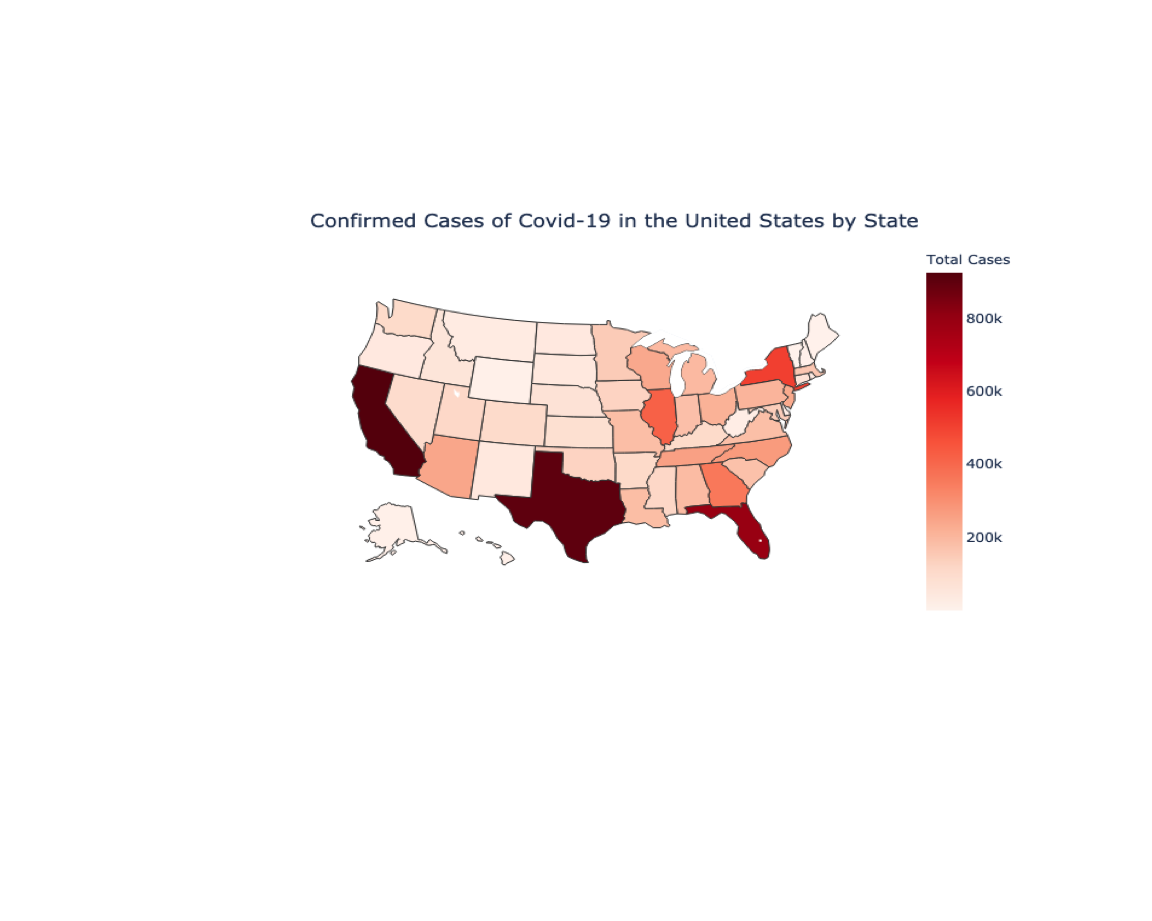 Confirmed Cases of Covid-19 in the United States by State
Total Cases
800k
600k
400k
200k